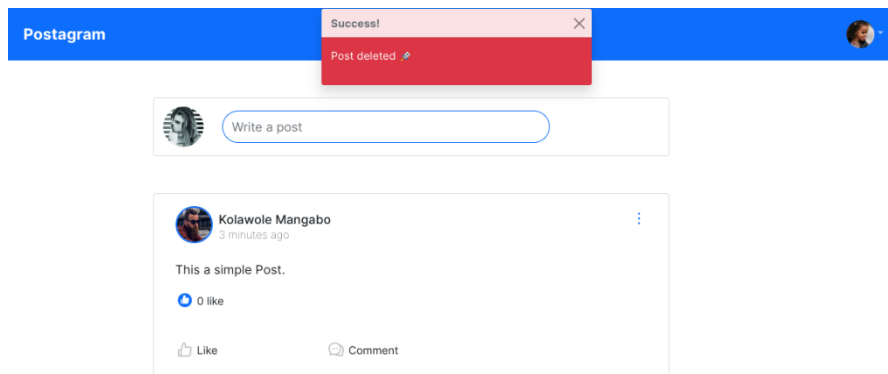 Postagram
Success!
Post deleted
Write a post
Kolawole Mangabo
3 minutes ago
This a simple Post.
0 like
Like
Comment